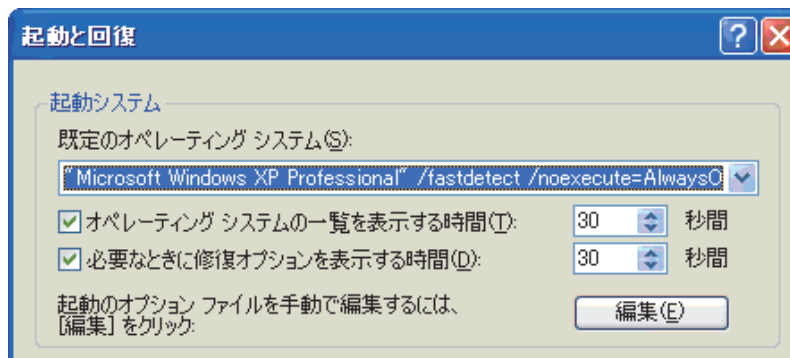 起動と回復
起動システム
既定のオペレーティング システム(S):
"Microsoft Windows XP Professional" /fastdetect /noexecute=AlwaysO
オペレーティング システムの一覧を表示する時間(T): 30 秒間
必要なときに修復オプションを表示する時間(D): 30 秒間
起動のオプション ファイルを手動で編集するには、
[編集] をクリック:
編集(E)